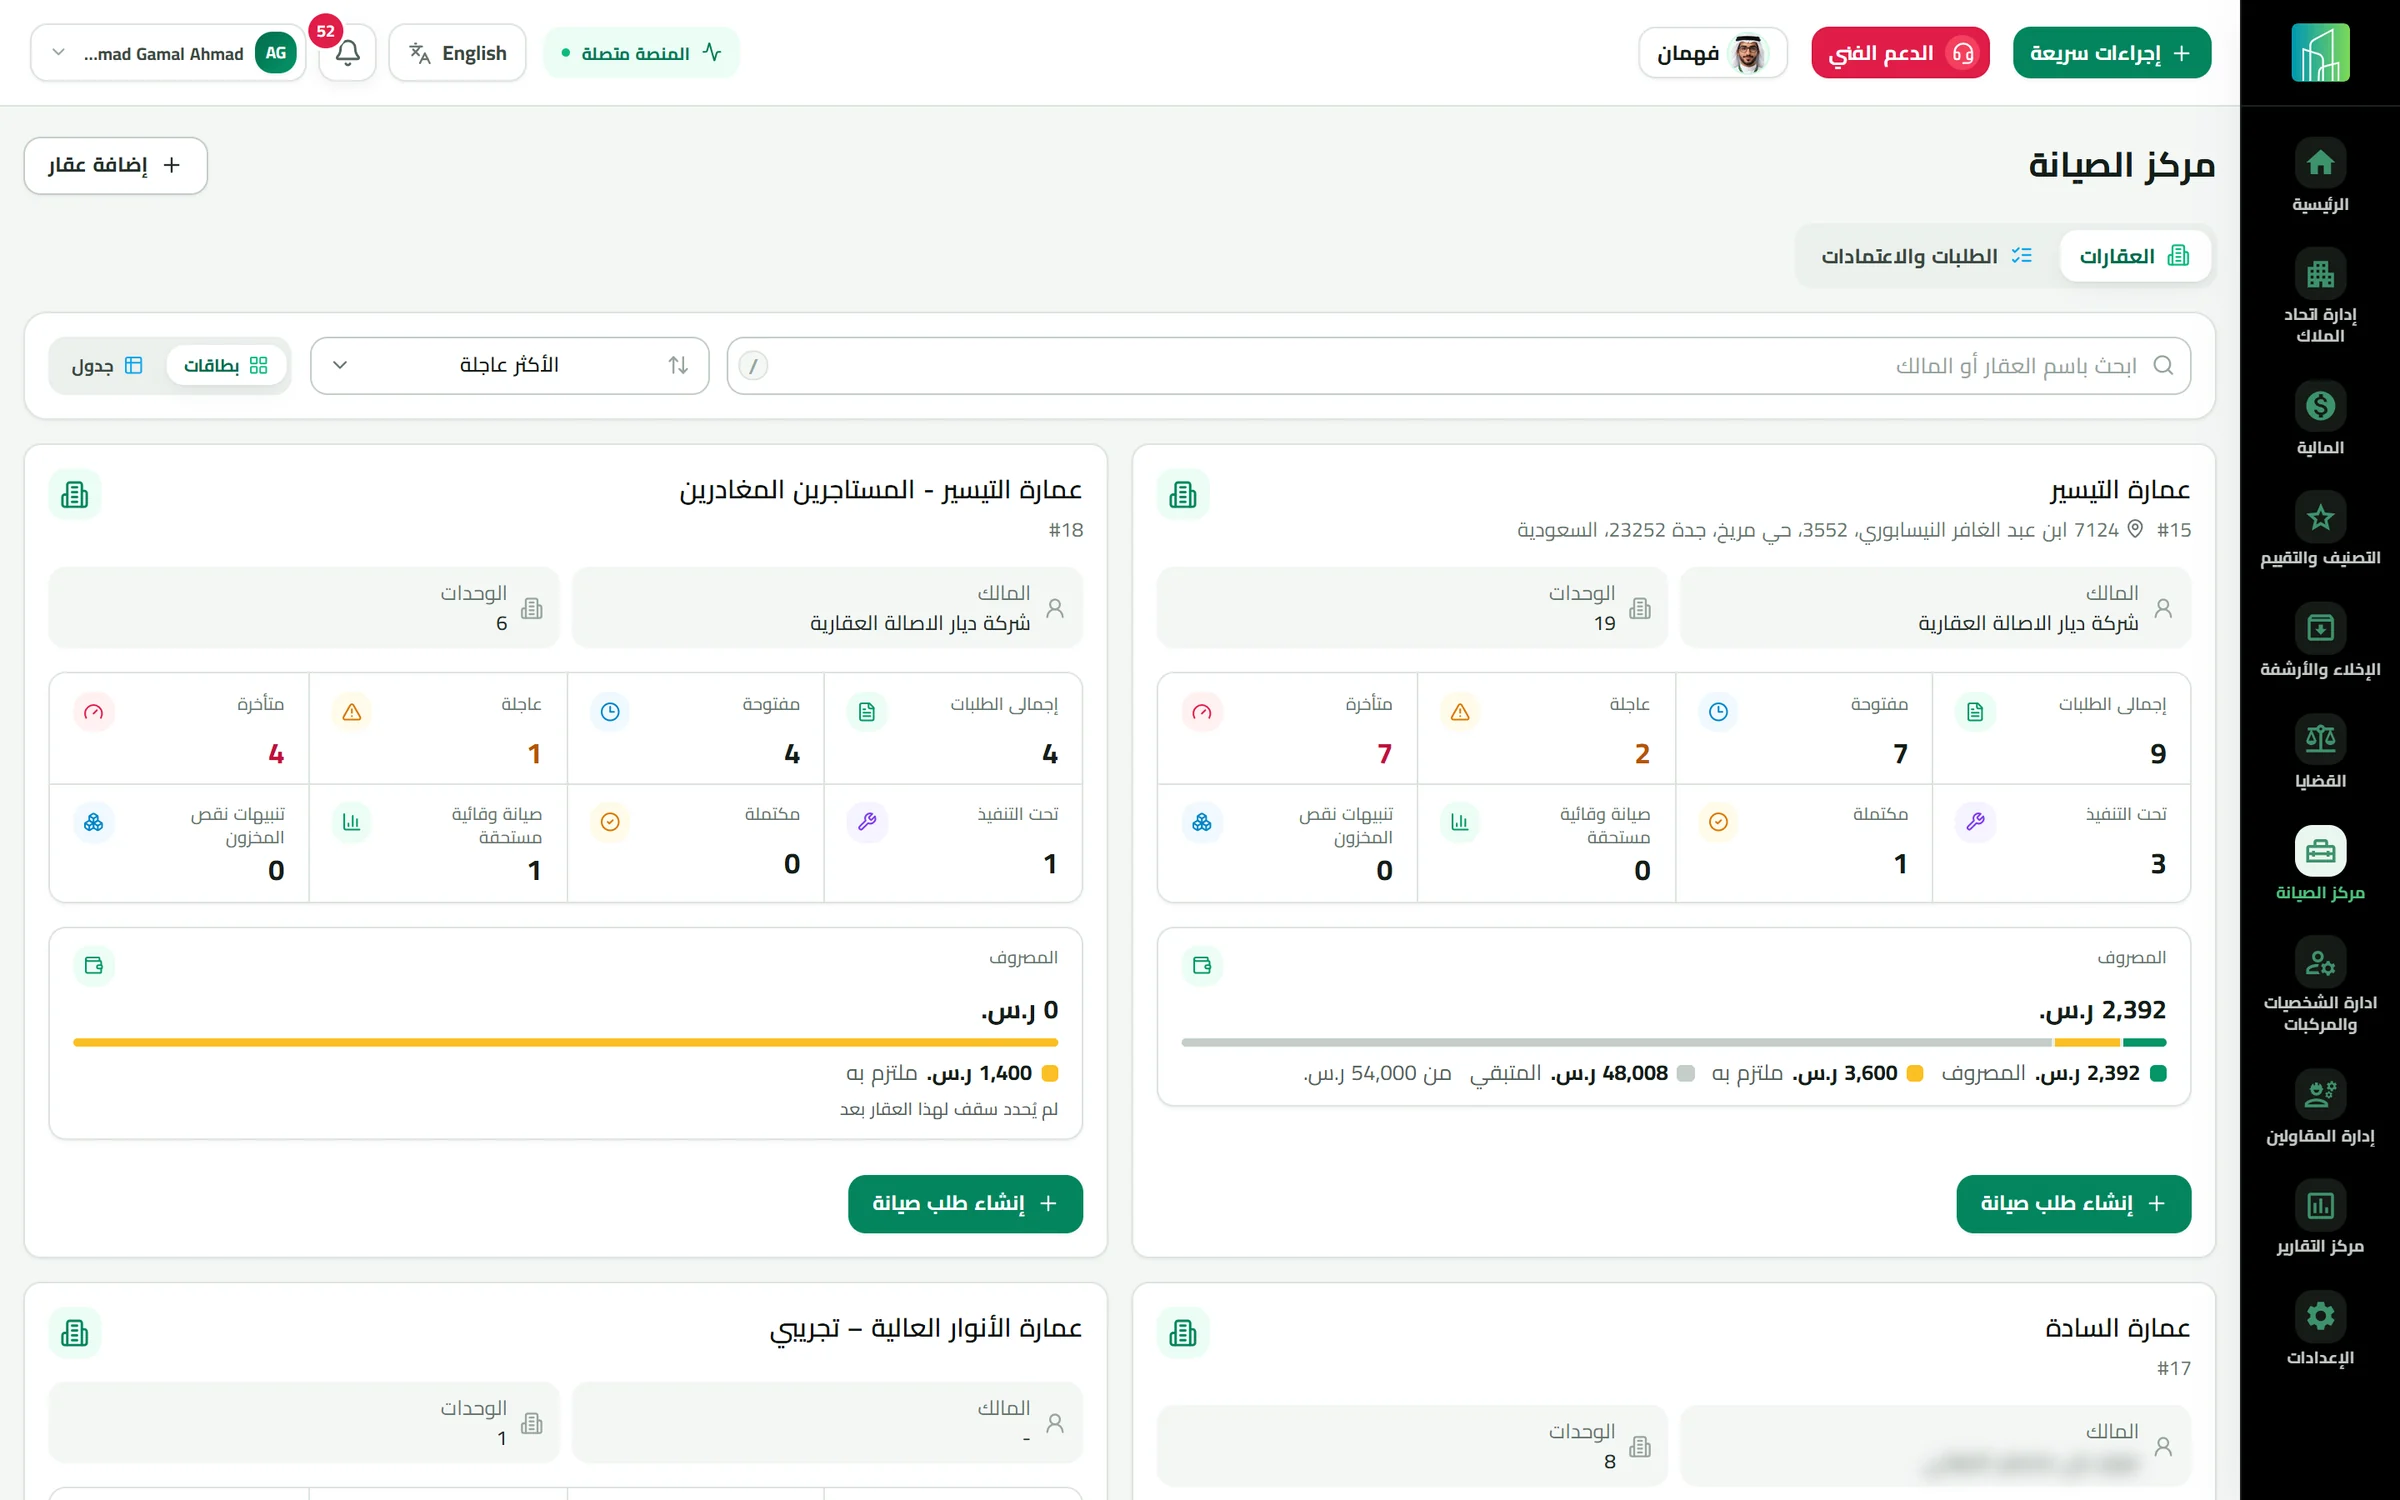 إجراءات سريعة
الدعم الفني
فهمان
المنصة متصلة
English
52
AG
mad Gamal Ahmad...
الرئيسية
إدارة اتحاد
الملاك
المالية
التصنيف والتقييم
الإخلاء والأرشفة
القضايا
مركز الصيانة
ادارة الشخصيات
والمركبات
إدارة المقاولين
مركز التقارير
الإعدادات
مركز الصيانة
إضافة عقار
العقارات
الطلبات والاعتمادات
ابحث باسم العقار أو المالك
/
الأكثر عاجلة
بطاقات
جدول
عمارة التيسير
#15 7124 ابن عبد الغافر النيسابوري، 3552، حي مريخ، جدة 23252، السعودية
المالك
شركة ديار الاصالة العقارية
الوحدات
19
إجمالى الطلبات
9
مفتوحة
7
عاجلة
2
متأخرة
7
تحت التنفيذ
3
مكتملة
1
صيانة وقائية
مستحقة
0
تنبيهات نقص
المخزون
0
المصروف
2,392 ر.س.
2,392 ر.س. المصروف 3,600 ر.س. ملتزم به 48,008 ر.س. المتبقي من 54,000 ر.س.
إنشاء طلب صيانة
عمارة التيسير - المستاجرين المغادرين
#18
المالك
شركة ديار الاصالة العقارية
الوحدات
6
إجمالى الطلبات
4
مفتوحة
4
عاجلة
1
متأخرة
4
تحت التنفيذ
1
مكتملة
0
صيانة وقائية
مستحقة
1
تنبيهات نقص
المخزون
0
المصروف
0 ر.س.
1,400 ر.س. ملتزم به
لم يُحدد سقف لهذا العقار بعد
إنشاء طلب صيانة
عمارة السادة
#17
المالك
الوحدات
8
عمارة الأنوار العالية – تجريبي
المالك
-
الوحدات
1